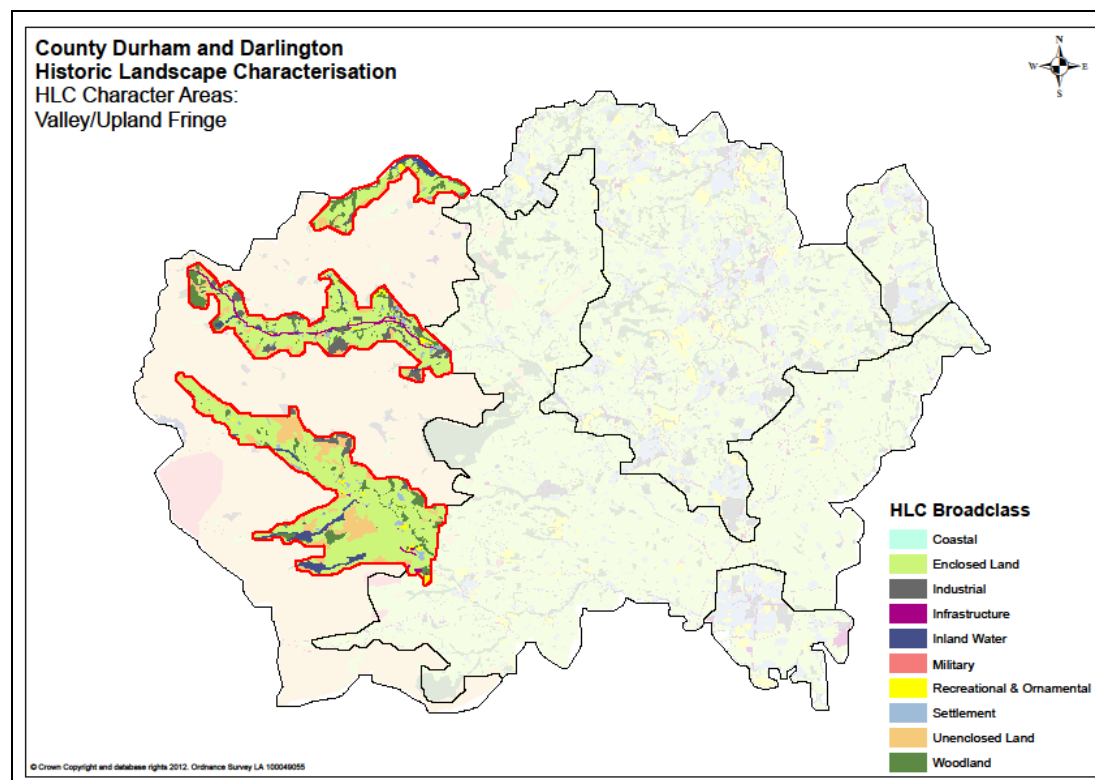 County Durham and Darlington
Historic Landscape Characterisation
HLC Character Areas:
Valley/Upland Fringe
N
W E
S
HLC Broadclass
Coastal
Enclosed Land
Industrial
Infrastructure
Inland Water
Military
Recreational & Ornamental
Settlement
Unenclosed Land
Woodland
© Crown Copyright and database rights 2012. Ordnance Survey LA 100049055